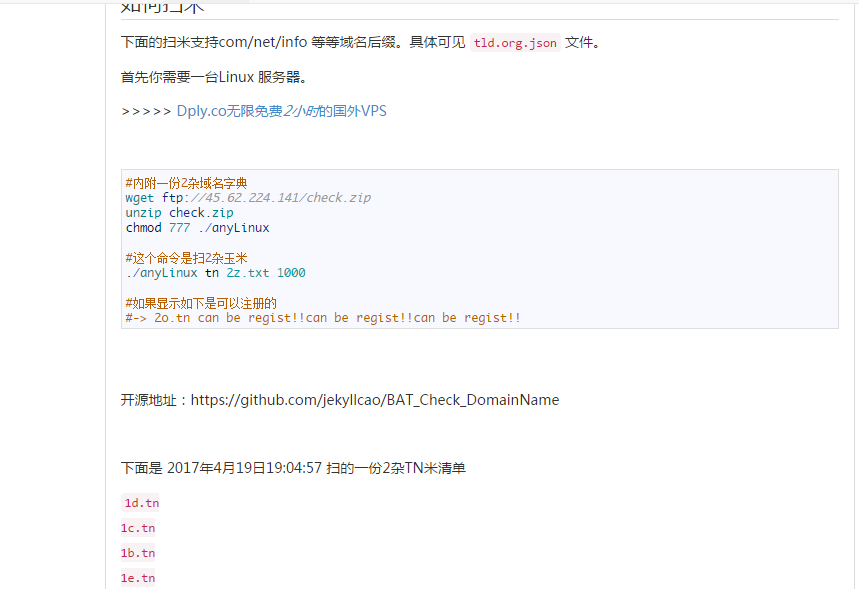 如何扫米
下面的扫米支持com/net/info 等等域名后缀。具体可见 tld.org.json 文件。
首先你需要一台Linux 服务器。
>>>>> Dply.co无限免费2小时的国外VPS
#内附一份2杂域名字典
wget ftp://45.62.224.141/check.zip
unzip check.zip
chmod 777 ./anyLinux
#这个命令是扫2杂玉米
./anyLinux tn 2z.txt 1000
#如果显示如下是可以注册的
#-> 2o.tn can be regist!!can be regist!!can be regist!!
开源地址：https://github.com/jekyllcao/BAT_Check_DomainName
下面是 2017年4月19日19:04:57 扫的一份2杂TN米清单
1d.tn
1c.tn
1b.tn
1e.tn